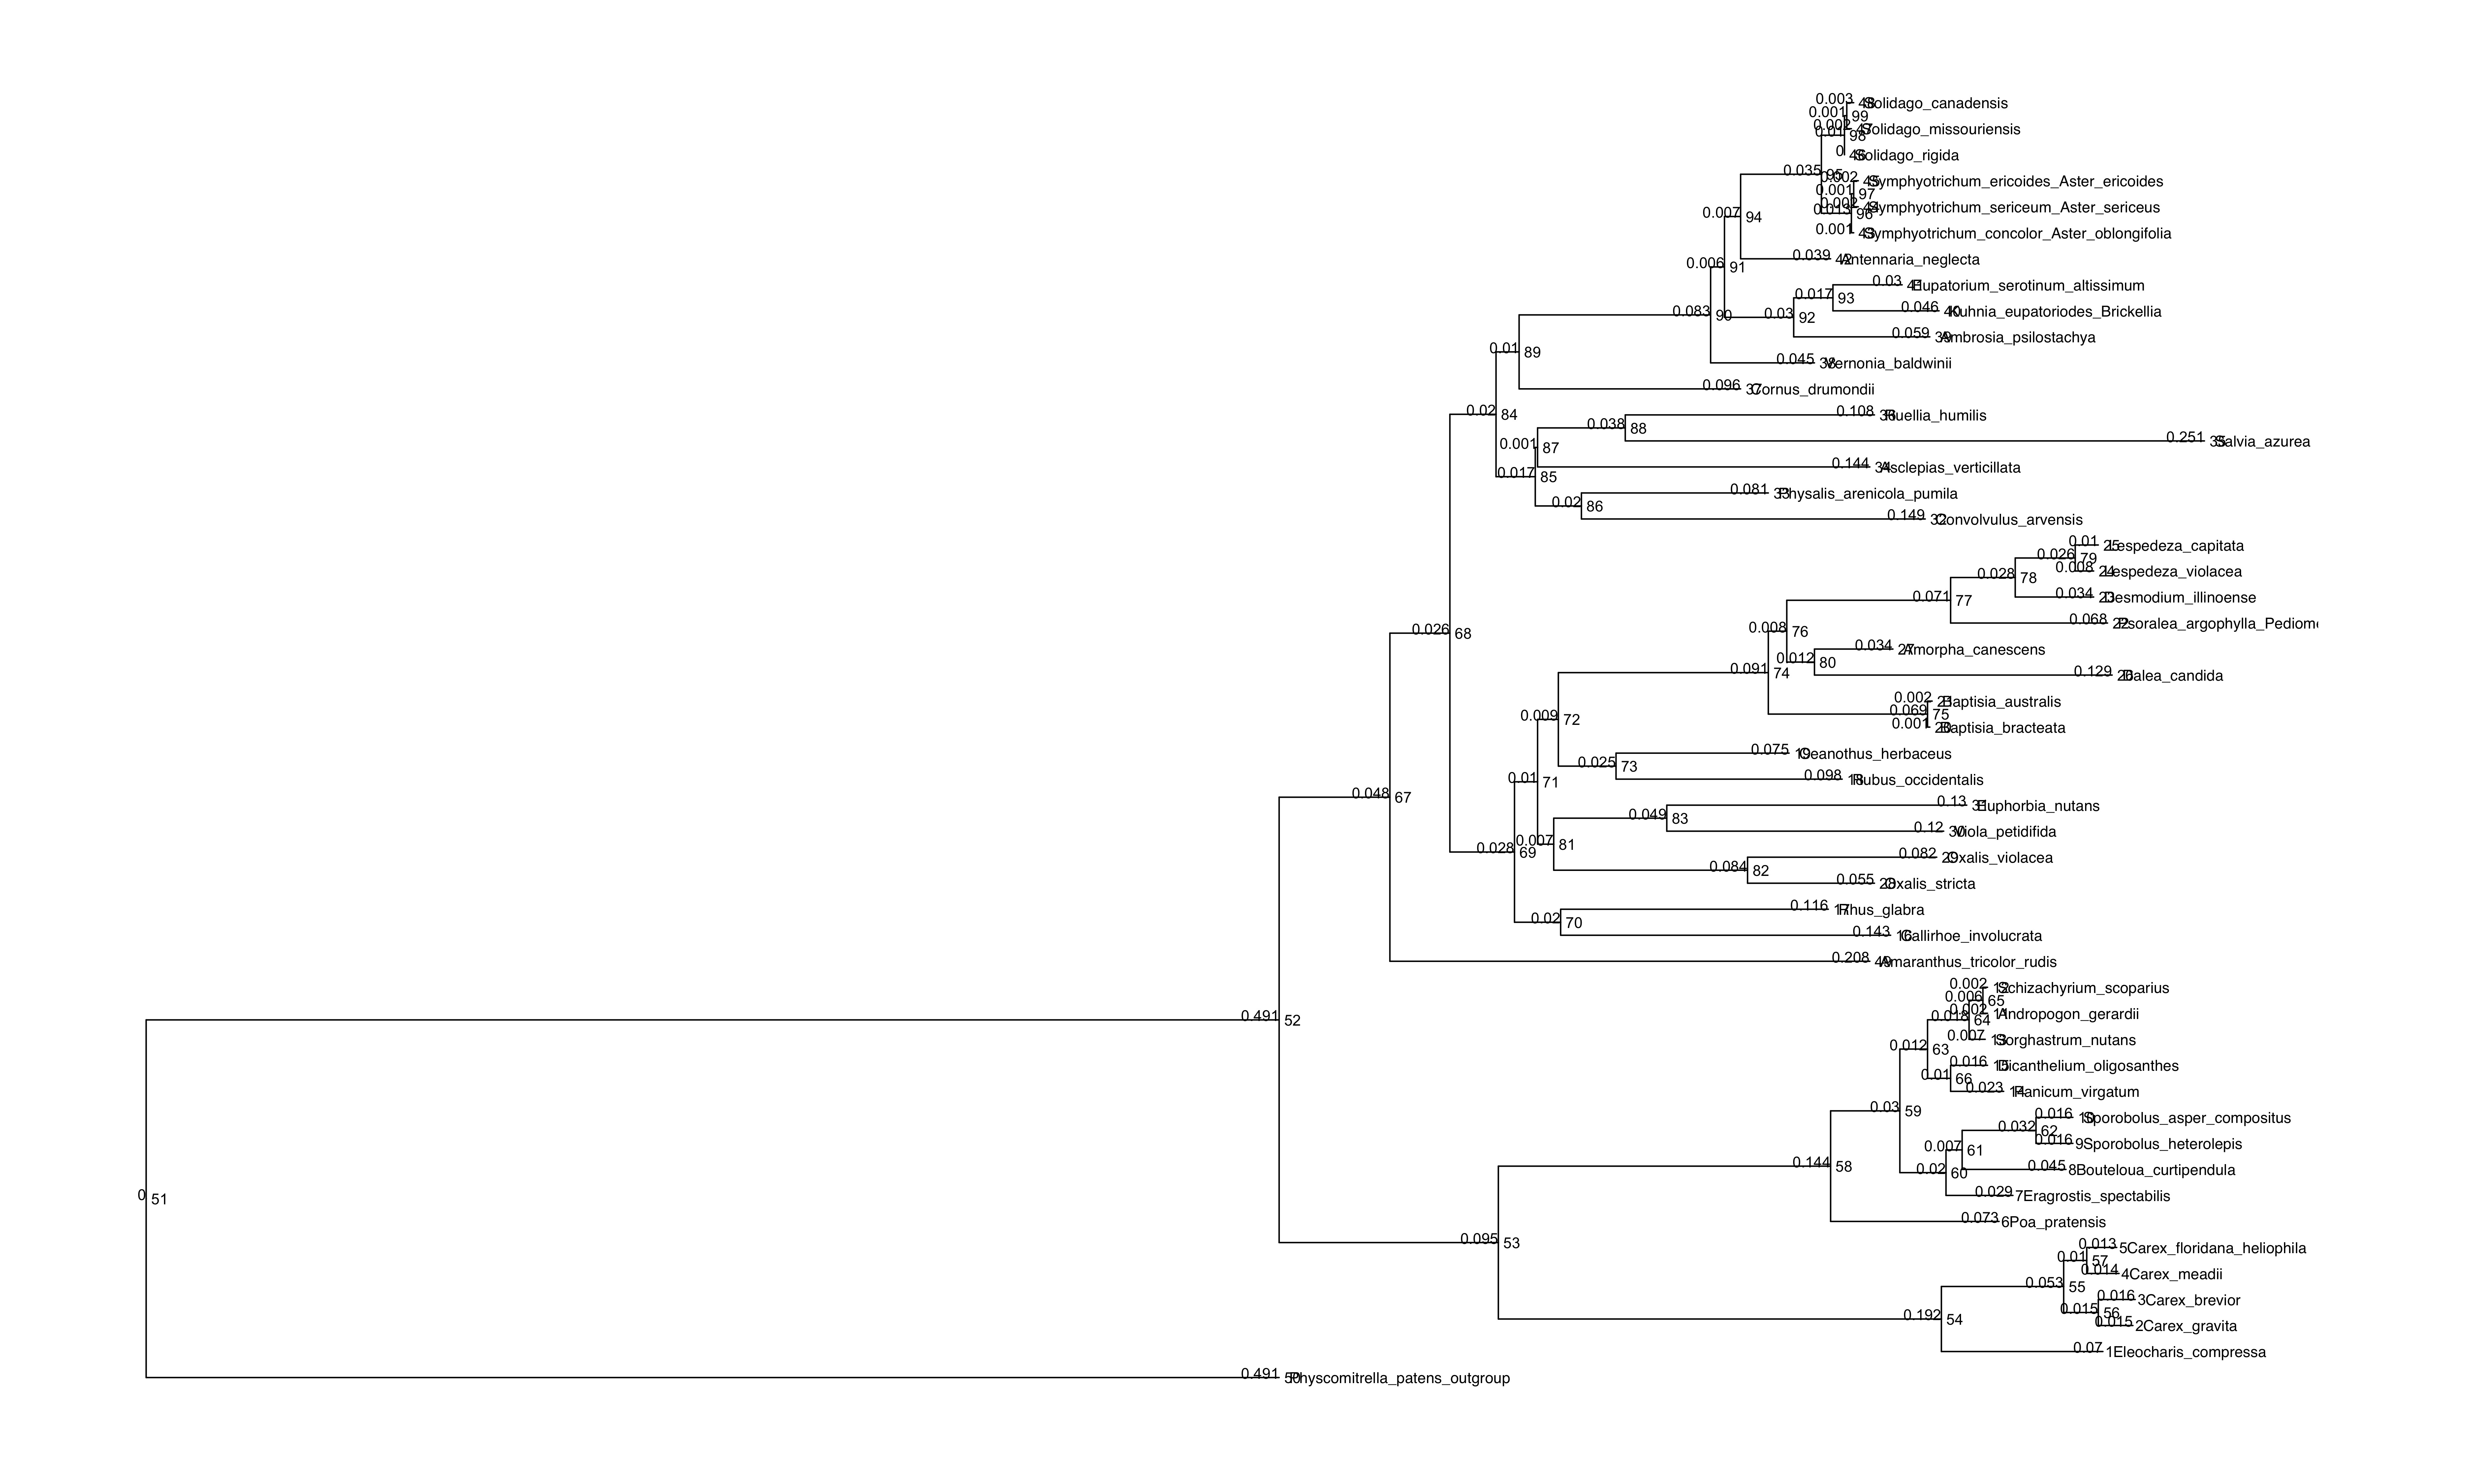 0.003 48 Solidago_canadensis
0.001 99
0.002 47 Solidago_missouriensis
0.01 98
0 46 Solidago_rigida
0.035 95
0.002 45 Symphyotrichum_ericoides_Aster_ericoides
0.001 97
0.002 44 Symphyotrichum_sericeum_Aster_sericeus
0.013 96
0.007 94
0.001 43 Symphyotrichum_concolor_Aster_oblongifolia
0.039 42 Antennaria_neglecta
0.006 91
0.03 41 Eupatorium_serotinum_altissimum
0.017 93
0.046 40 Kuhnia_eupatoriodes_Brickellia
0.083 90
0.03 92
0.059 39 Ambrosia_psilostachya
0.01 89
0.045 38 Vernonia_baldwinii
0.096 37 Cornus_drumondii
0.02 84
0.108 36 Ruellia_humilis
0.038 88
0.251 35 Salvia_azurea
0.001 87
0.144 34 Asclepias_verticillata
0.017 85
0.081 33 Physalis_arenicola_pumila
0.02 86
0.149 32 Convolvulus_arvensis
0.01 25 Lespedeza_capitata
0.026 79
0.008 24 Lespedeza_violacea
0.028 78
0.034 23 Desmodium_illinoense
0.071 77
0.068 22 Psoralea_argophylla_Pediom
0.008 76
0.026 68
0.034 27 Amorpha_canescens
0.012 80
0.091 74
0.129 26 Dalea_candida
0.002 21 Baptisia_australis
0.069 75
0.009 72
0.001 20 Baptisia_bracteata
0.075 19 Ceanothus_herbaceus
0.025 73
0.01 71
0.098 18 Rubus_occidentalis
0.048 67
0.13 31 Euphorbia_nutans
0.049 83
0.12 30 Viola_petidifida
0.007 81
0.028 69
0.082 29 Oxalis_violacea
0.084 82
0.055 28 Oxalis_stricta
0.116 17 Rhus_glabra
0.02 70
0.143 16 Callirhoe_involucrata
0.208 49 Amaranthus_tricolor_rudis
0.002 12 Schizachyrium_scoparius
0.006 65
0.002 11 Andropogon_gerardii
0.018 64
0.491 52
0.007 13 Sorghastrum_nutans
0.012 63
0.016 15 Dicanthelium_oligosanthes
0.01 66
0.023 14 Panicum_virgatum
0.03 59
0.016 10 Sporobolus_asper_compositus
0.032 62
0.016 9 Sporobolus_heterolepis
0.007 61
0.144 58
0.045 8 Bouteloua_curtipendula
0.02 60
0.029 7 Eragrostis_spectabilis
0 51
0.073 6 Poa_pratensis
0.095 53
0.013 5 Carex_floridana_heliophila
0.01 57
0.014 4 Carex_meadii
0.053 55
0.016 3 Carex_brevior
0.015 56
0.192 54
0.015 2 Carex_gravita
0.07 1 Eleocharis_compressa
0.491 50 Physcomitrella_patens_outgroup